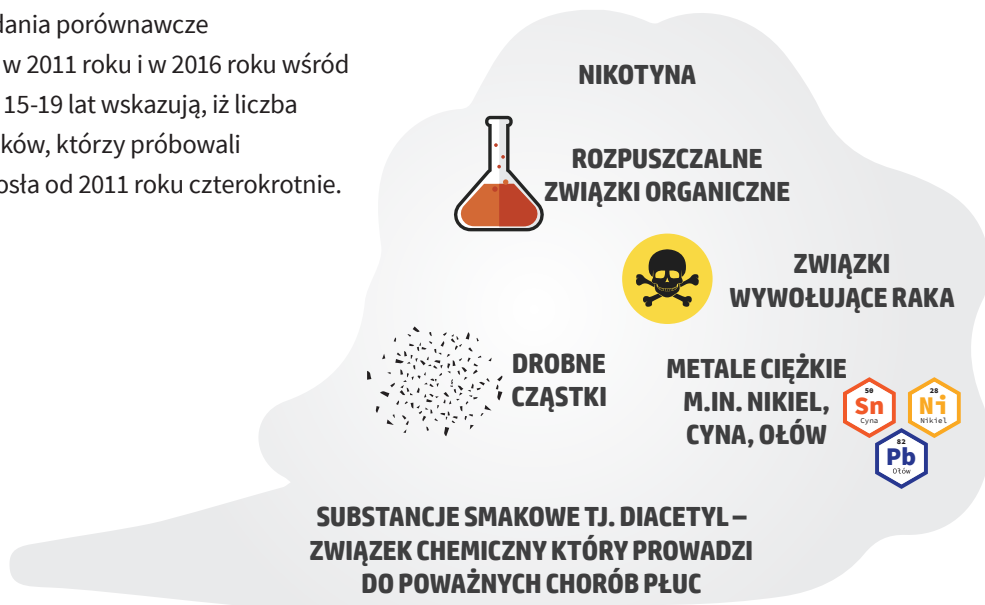 dania porównawcze
w 2011 roku i w 2016 roku wśród
15-19 lat wskazują, iż liczba
ków, którzy próbowali
osła od 2011 roku czterokrotnie.
NIKOTYNA
ROZPUSZCZALNE
ZWIĄZKI ORGANICZNE
ZWIĄZKI
WYWOŁUJĄCE RAKA
DROBNE
CZĄSTKI
METALE CIĘŻKIE
M.IN. NIKIEL,
CYNA, OŁÓW
50
Sn
Cyna
28
Ni
Nikiel
82
Pb
Ołów
SUBSTANCJE SMAKOWE TJ. DIACETYL –
ZWIĄZEK CHEMICZNY KTÓRY PROWADZI
DO POWAŻNYCH CHORÓB PŁUC